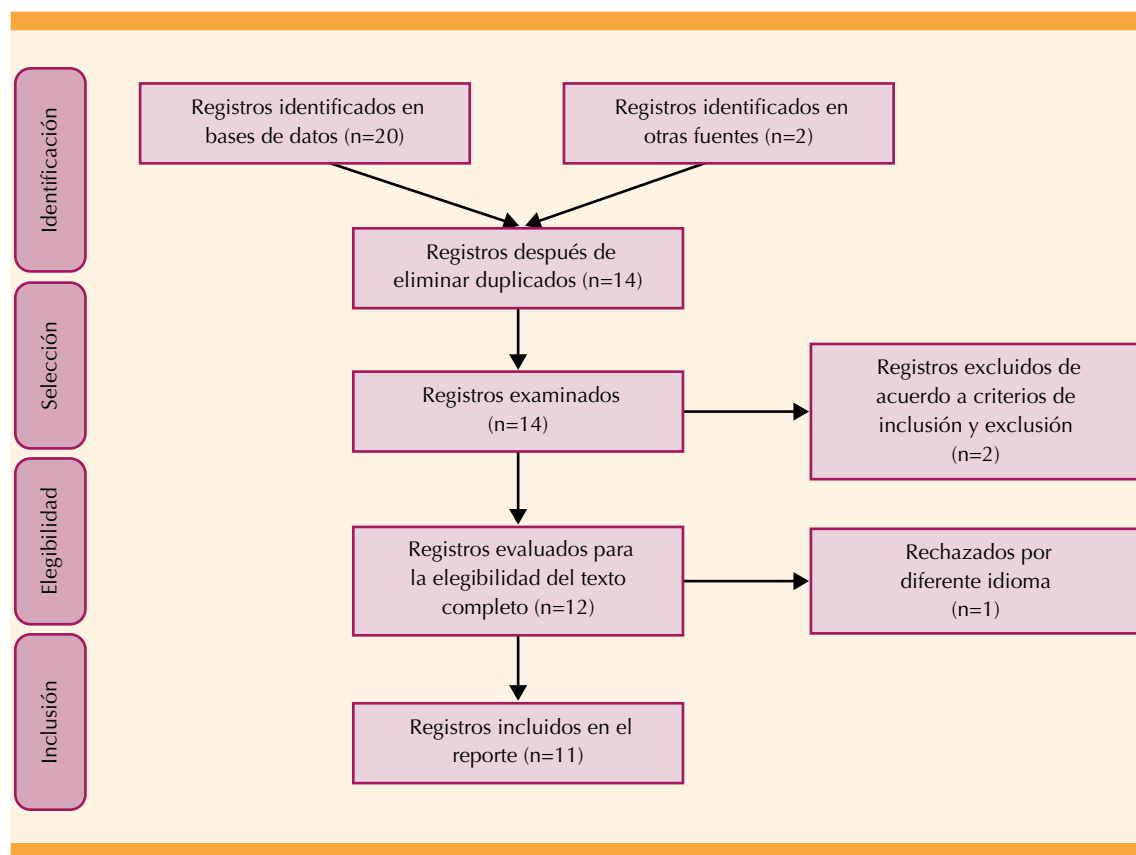 Identificación
Registros identificados en
bases de datos (n=20)
Registros identificados en
otras fuentes (n=2)
Registros después de
eliminar duplicados (n=14)
Selección
Registros examinados
(n=14)
Registros excluidos de
acuerdo a criterios de
inclusión y exclusión
(n=2)
Elegibilidad
Registros evaluados para
la elegibilidad del texto
completo (n=12)
Rechazados por
diferente idioma
(n=1)
Inclusión
Registros incluidos en el
reporte (n=11)